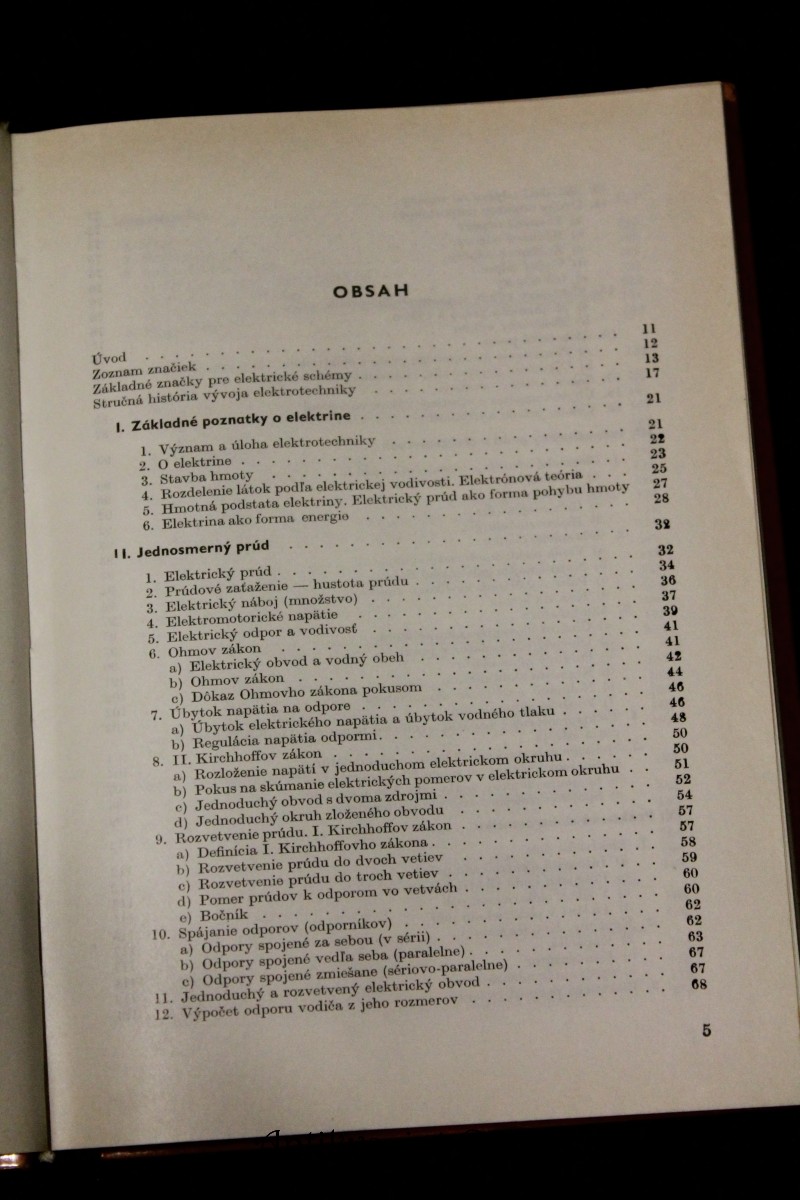 OBSAH
Úvod . . . . . 11
Zoznam značiek . . . . . 12
Základné značky pre elektrické schémy . . . . . 13
Stručná história vývoja elektrotechniky . . . . . 17
I. Základné poznatky o elektrine . . . . . 21
1. Význam a úloha elektrotechniky . . . . . 21
2. O elektrine . . . . . 22
3. Stavba hmoty . . . . . 23
4. Rozdelenie látok podľa elektrickej vodivosti. Elektrónová teória . . . 25
5. Hmotná podstata elektriny. Elektrický prúd ako forma pohybu hmoty 27
6. Elektrina ako forma energie . . . . . 28
II. Jednosmerný prúd . . . . . 32
1. Elektrický prúd . . . . . 32
2. Prúdové zaťaženie — hustota prúdu . . . . . 34
3. Elektrický náboj (množstvo) . . . . . 36
4. Elektromotorické napätie . . . . . 37
5. Elektrický odpor a vodivosť . . . . . 39
6. Ohmov zákon . . . . . 41
a) Elektrický obvod a vodný obeh . . . . . 41
b) Ohmov zákon . . . . . 42
c) Dôkaz Ohmovho zákona pokusom . . . . . 44
7. Úbytok napätia na odpore . . . . . 46
a) Úbytok elektrického napätia a úbytok vodného tlaku . . . . . 46
b) Regulácia napätia odpormi . . . . . 48
8. II. Kirchhoffov zákon . . . . . 50
a) Rozloženie napätí v jednoduchom elektrickom okruhu . . . . . 50
b) Pokus na skúmanie elektrických pomerov v elektrickom okruhu . . 51
c) Jednoduchý obvod s dvoma zdrojmi . . . . . 52
d) Jednoduchý okruh zloženého obvodu . . . . . 54
9. Rozvetvenie prúdu. I. Kirchhoffov zákon . . . . . 57
a) Definícia I. Kirchhoffovho zákona . . . . . 57
b) Rozvetvenie prúdu do dvoch vetiev . . . . . 58
c) Rozvetvenie prúdu do troch vetiev . . . . . 59
d) Pomer prúdov k odporom vo vetvách . . . . . 60
e) Bočník . . . . . 60
10. Spájanie odporov (odporníkov) . . . . . 62
a) Odpory spojené za sebou (v sérii) . . . . . 62
b) Odpory spojené vedľa seba (paralelne) . . . . . 63
c) Odpory spojené zmiešane (sériovo-paralelne) . . . . . 67
11. Jednoduchý a rozvetvený elektrický obvod . . . . . 67
12. Výpočet odporu vodiča z jeho rozmerov . . . . . 68
5